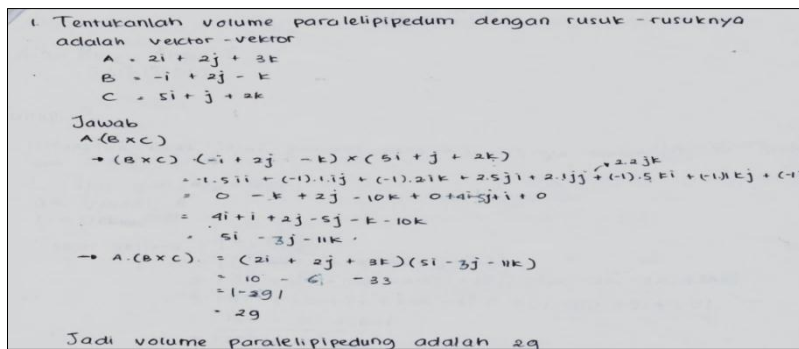 1. Tentukanlah volume paralelipipedum dengan rusuk-rusuknya
adalah vektor-vektor
A = 2i + 2j + 3k
B = -i + 2j - k
C = 5i + j + 2k
Jawab
A.(B×C)
→ (B×C) (-i + 2j - k) × (5i + j + 2k)
2.2jk
= -1.5ii + (-1).1.ij + (-1).2ik + 2.5ji + 2.1jj + (-1).5ki + (-1)1kj + (-1
= 0 - k + 2j - 10k + 0 + 4i - 5j + i + 0
= 4i + i + 2j - 5j - k - 10k
= 5i - 3j - 11k.
→ A.(B×C) = (2i + 2j + 3k)(5i - 3j - 11k)
= 10 - 6 - 33
= |-29|
= 29
Jadi volume paralelipipedung adalah 29